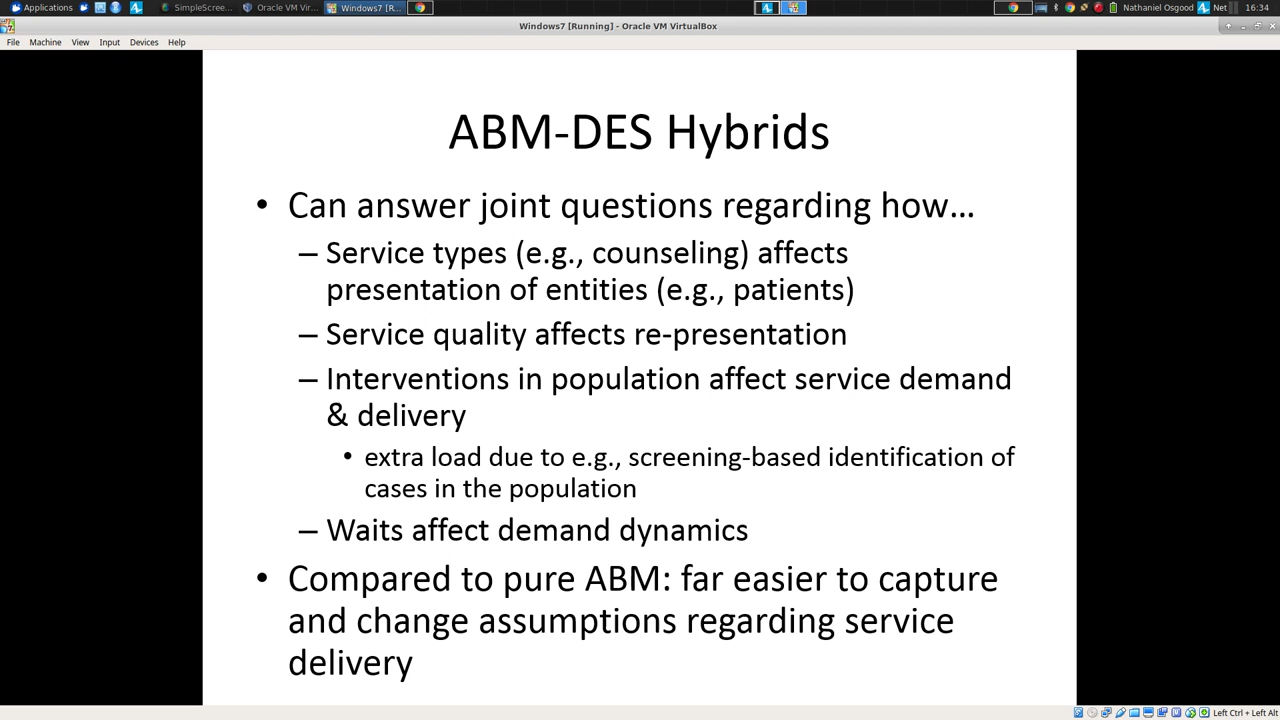 Applications SimpleScree... Oracle VM Vir... Windows7 [R... Nathaniel Osgood Net 16:34
Windows7 [Running] - Oracle VM VirtualBox
File Machine View Input Devices Help
ABM-DES Hybrids
• Can answer joint questions regarding how…
– Service types (e.g., counseling) affects
presentation of entities (e.g., patients)
– Service quality affects re-presentation
– Interventions in population affect service demand
& delivery
• extra load due to e.g., screening-based identification of
cases in the population
– Waits affect demand dynamics
• Compared to pure ABM: far easier to capture
and change assumptions regarding service
delivery
Left Ctrl + Left Alt